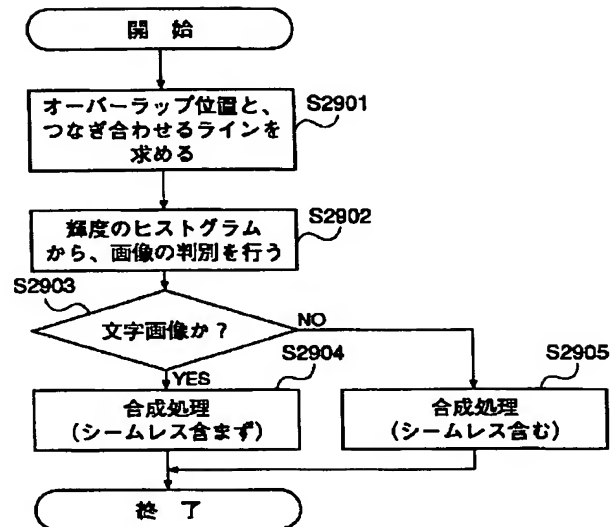 開 始
オーバーラップ位置と、
つなぎ合わせるラインを
求める
S2901
輝度のヒストグラム
から、画像の判別を行う
S2902
S2903
文字画像か？
NO
YES
S2904
合成処理
(シームレス含まず)
S2905
合成処理
(シームレス含む)
終 了